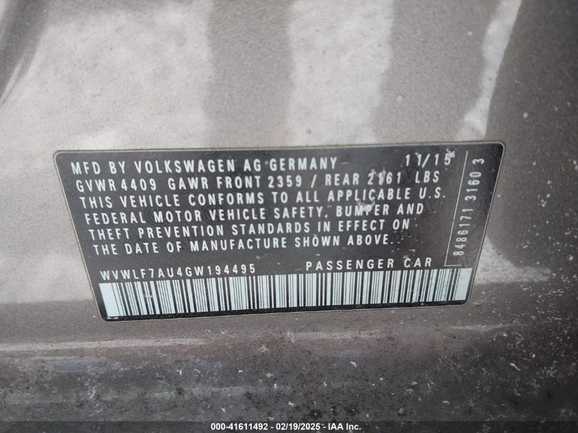 MFD BY VOLKSWAGEN AG GERMANY 11/15
GVWR 4409 GAWR FRONT 2359 / REAR 2161 LBS
THIS VEHICLE CONFORMS TO ALL APPLICABLE U.S.
FEDERAL MOTOR VEHICLE SAFETY, BUMPER AND
THEFT PREVENTION STANDARDS IN EFFECT ON
THE DATE OF MANUFACTURE SHOWN ABOVE.
WVWLF7AU4GW194495 PASSENGER CAR
8486171 3160 3
000-41611492 - 02/19/2025 - IAA Inc.